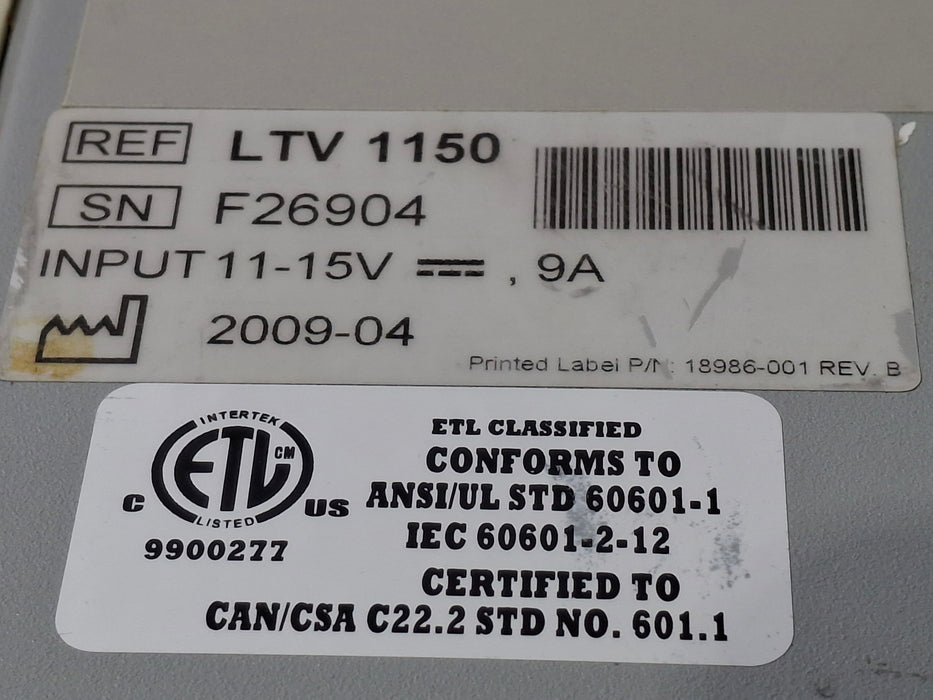 REF LTV 1150
SN F26904
INPUT 11-15V , 9A
2009-04
Printed Label P/N: 18986-001 REV. B
INTERTEK
ETL CM
LISTED
C US
9900277
ETL CLASSIFIED
CONFORMS TO
ANSI/UL STD 60601-1
IEC 60601-2-12
CERTIFIED TO
CAN/CSA C22.2 STD NO. 601.1